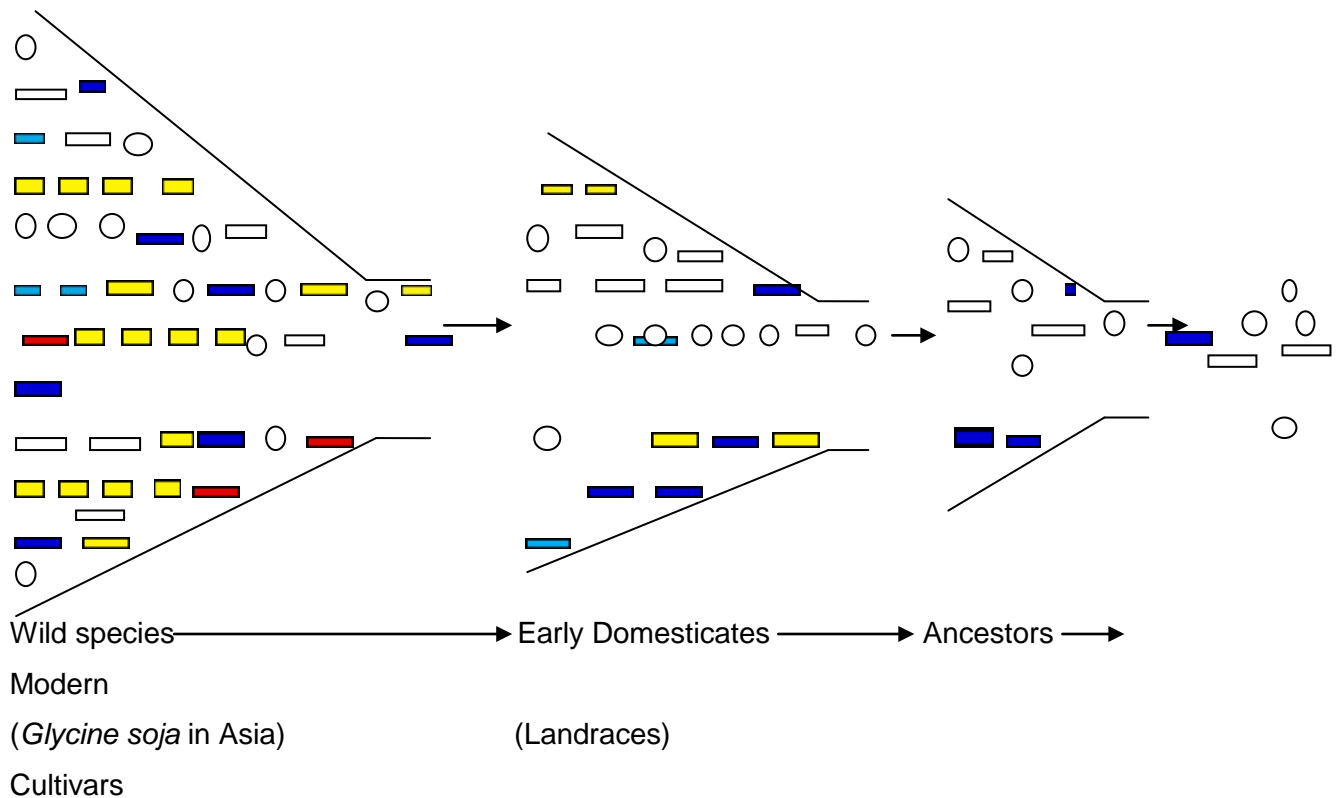 Wild species Early Domesticates Ancestors
Modern
(Glycine soja in Asia) (Landraces)
Cultivars